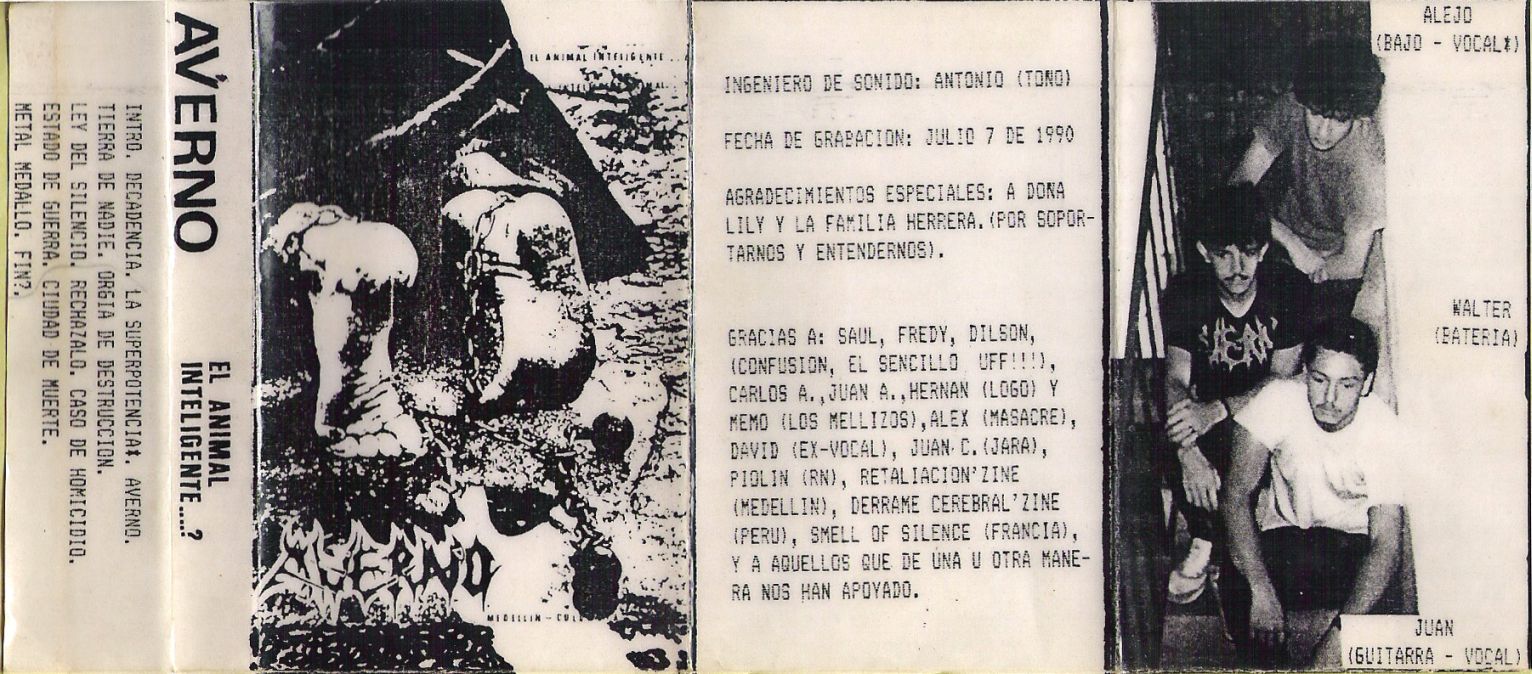 INTRO. DECADENCIA. LA SUPERPOTENCIA*. AVERNO.
TIERRA DE NADIE. ORGIA DE DESTRUCCION.
LEY DEL SILENCIO. RECHAZALO. CASO DE HOMICIDIO.
ESTADO DE GUERRA. CIUDAD DE MUERTE.
METAL MEDALLO. FIN?.
AVERNO
EL ANIMAL
INTELIGENTE....?
EL ANIMAL INTELIGENTE...
AVERNO
MEDELLIN -
INGENIERO DE SONIDO: ANTONIO (TOÑO)
FECHA DE GRABACION: JULIO 7 DE 1990
AGRADECIMIENTOS ESPECIALES: A DOÑA
LILY Y LA FAMILIA HERRERA.(POR SOPOR-
TARNOS Y ENTENDERNOS).
GRACIAS A: SAUL, FREDY, DILSON,
(CONFUSION, EL SENCILLO UFF!!!),
CARLOS A.,JUAN A.,HERNAN (LOGO) Y
MEMO (LOS MELLIZOS),ALEX (MASACRE),
DAVID (EX-VOCAL), JUAN C.(JARA),
PIOLIN (RN), RETALIACION'ZINE
(MEDELLIN), DERRAME CEREBRAL'ZINE
(PERU), SMELL OF SILENCE (FRANCIA),
Y A AQUELLOS QUE DE UNA U OTRA MANE-
RA NOS HAN APOYADO.
ALEJO
(BAJO - VOCAL*)
WALTER
(BATERIA)
JUAN
(GUITARRA - VOCAL)